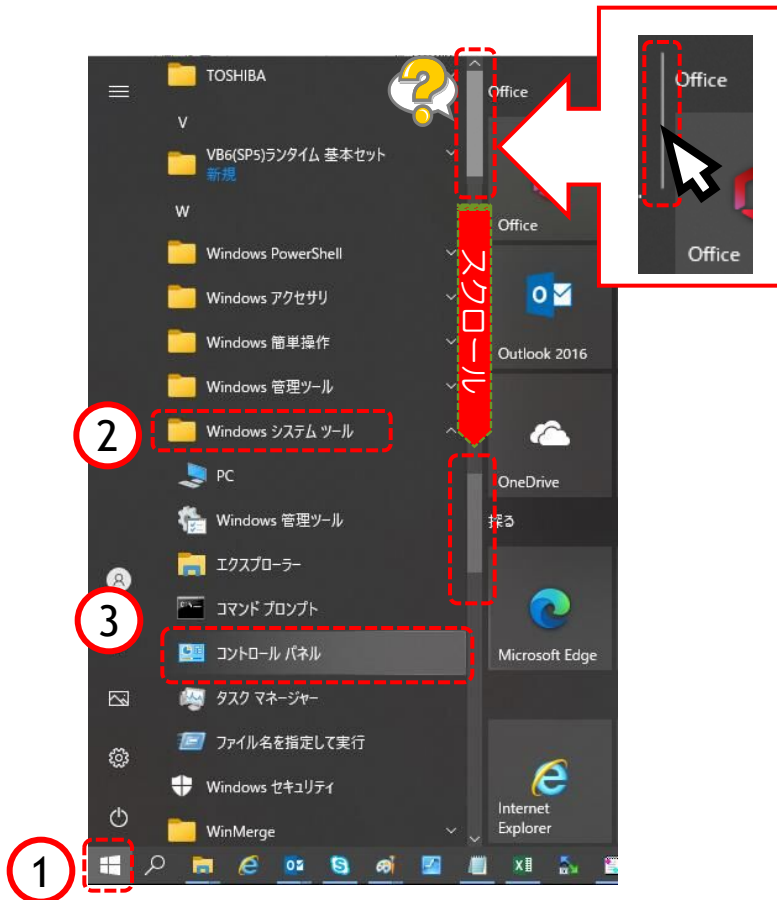 TOSHIBA
V
VB6(SP5)ランタイム 基本セット
新規
W
Windows PowerShell
Windows アクセサリ
Windows 簡単操作
Windows 管理ツール
2
Windows システム ツール
PC
Windows 管理ツール
エクスプローラー
コマンド プロンプト
3
コントロール パネル
タスク マネージャー
ファイル名を指定して実行
Windows セキュリティ
WinMerge
1
?
スクロール
Office
Office
Outlook 2016
OneDrive
探る
Microsoft Edge
Internet
Explorer
Office
Office